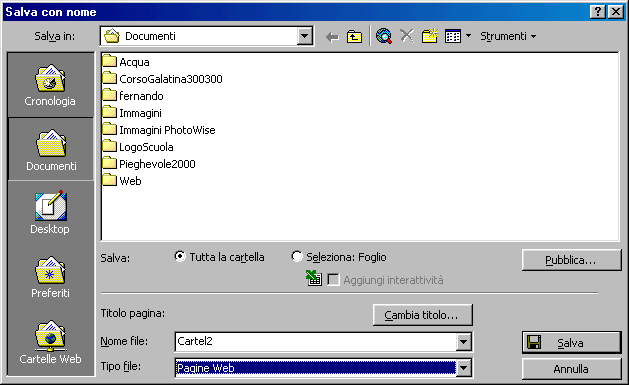 Salva con nome
Salva in: Documenti Strumenti
Cronologia
Documenti
Desktop
Preferiti
Cartelle Web
Acqua
CorsoGalatina300300
fernando
Immagini
Immagini PhotoWise
LogoScuola
Pieghevole2000
Web
Salva: Tutta la cartella Seleziona: Foglio Pubblica...
Aggiungi interattività
Titolo pagina: Cambia titolo...
Nome file: Cartel2 Salva
Tipo file: Pagine Web Annulla